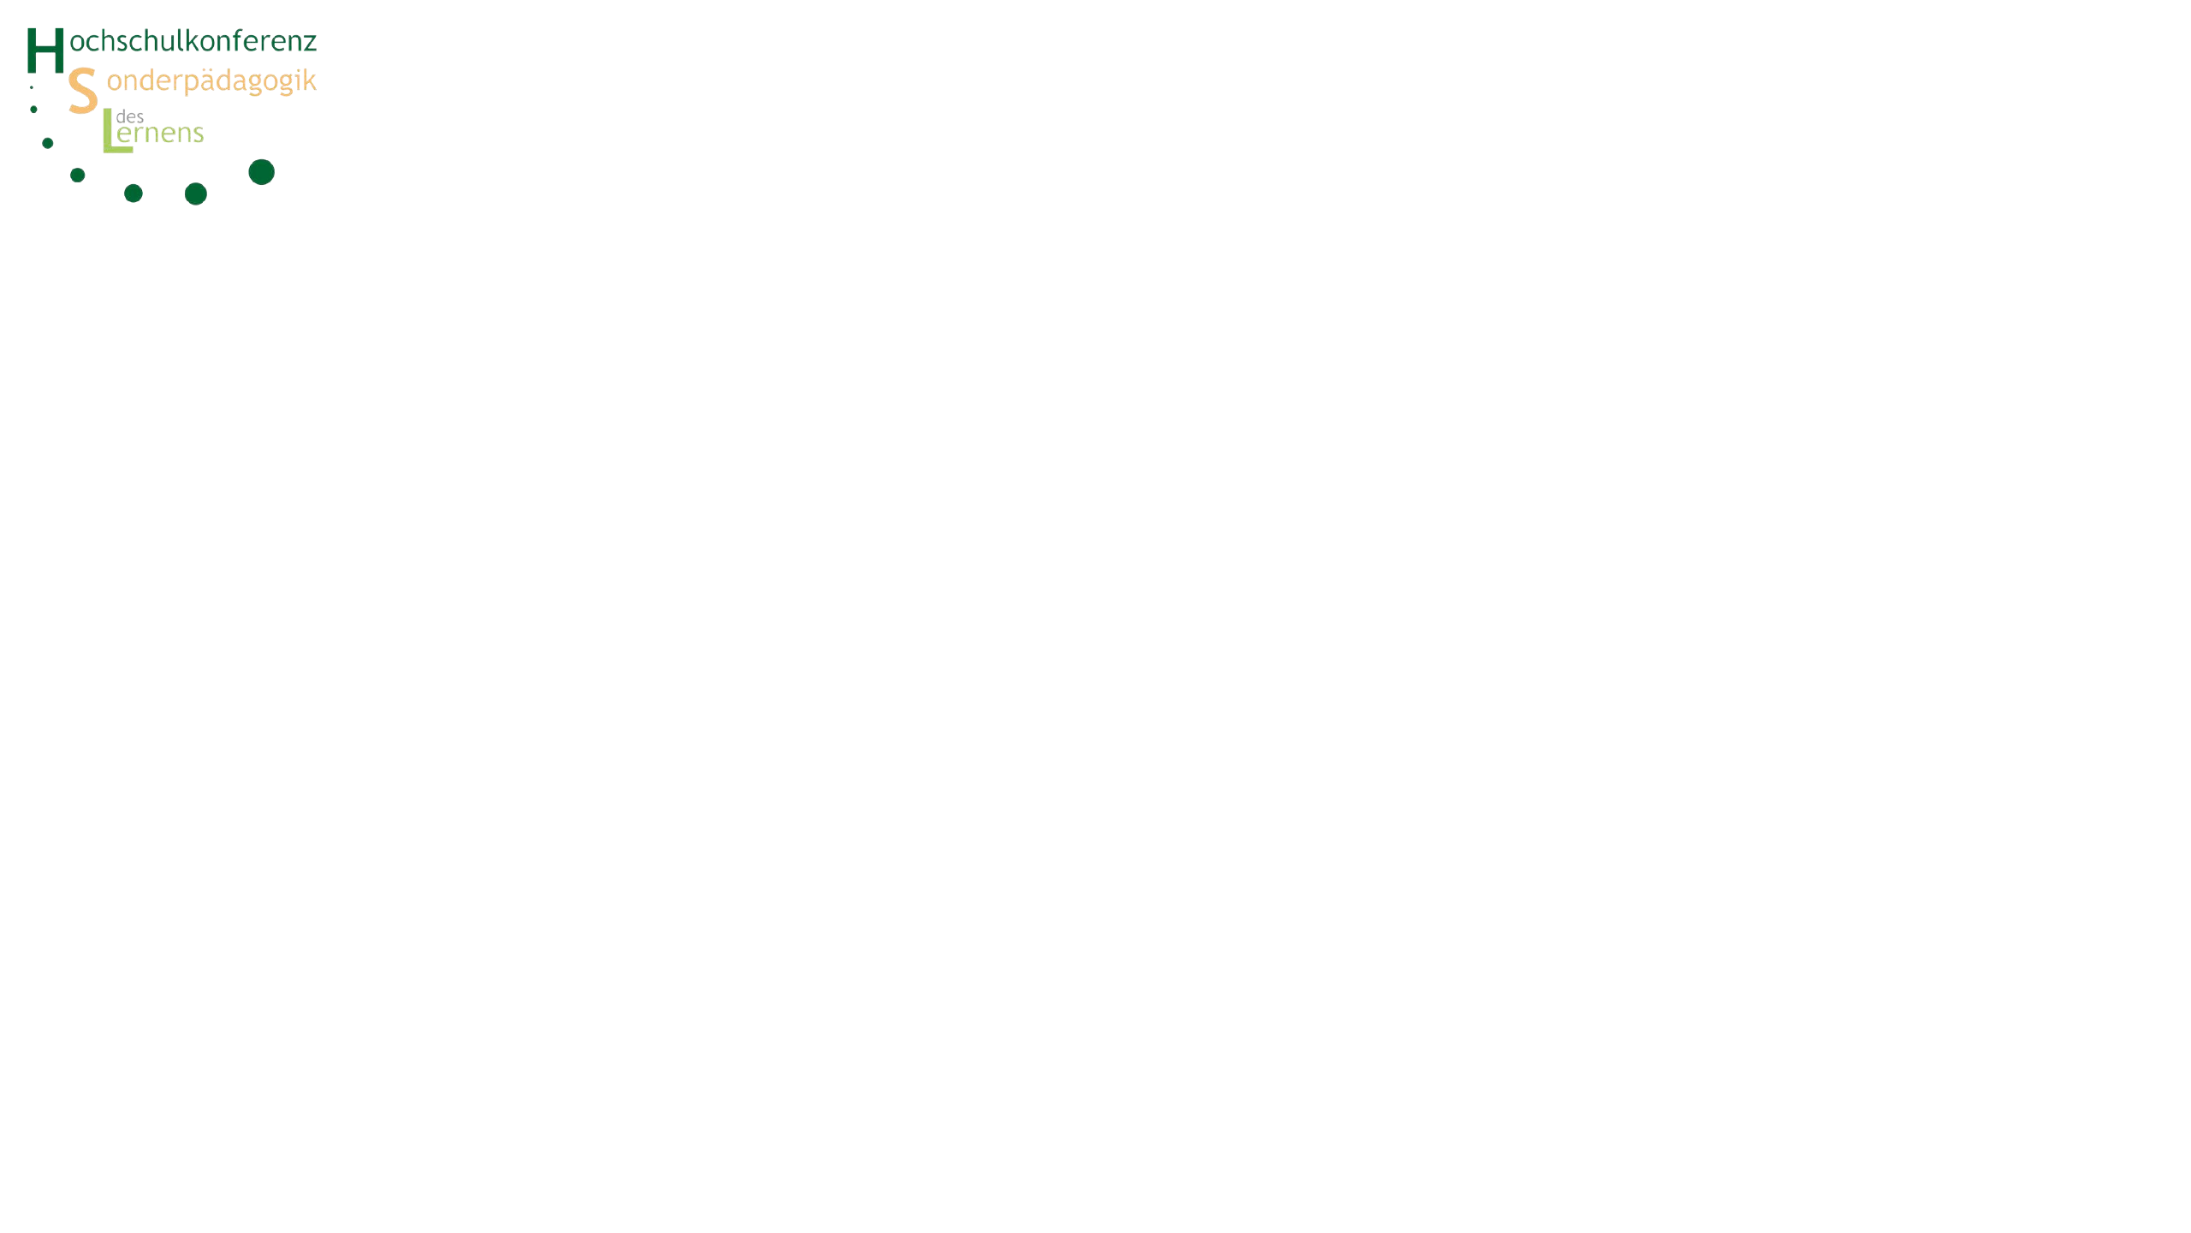 Hochschulkonferenz
Sonderpädagogik
des
Lernens